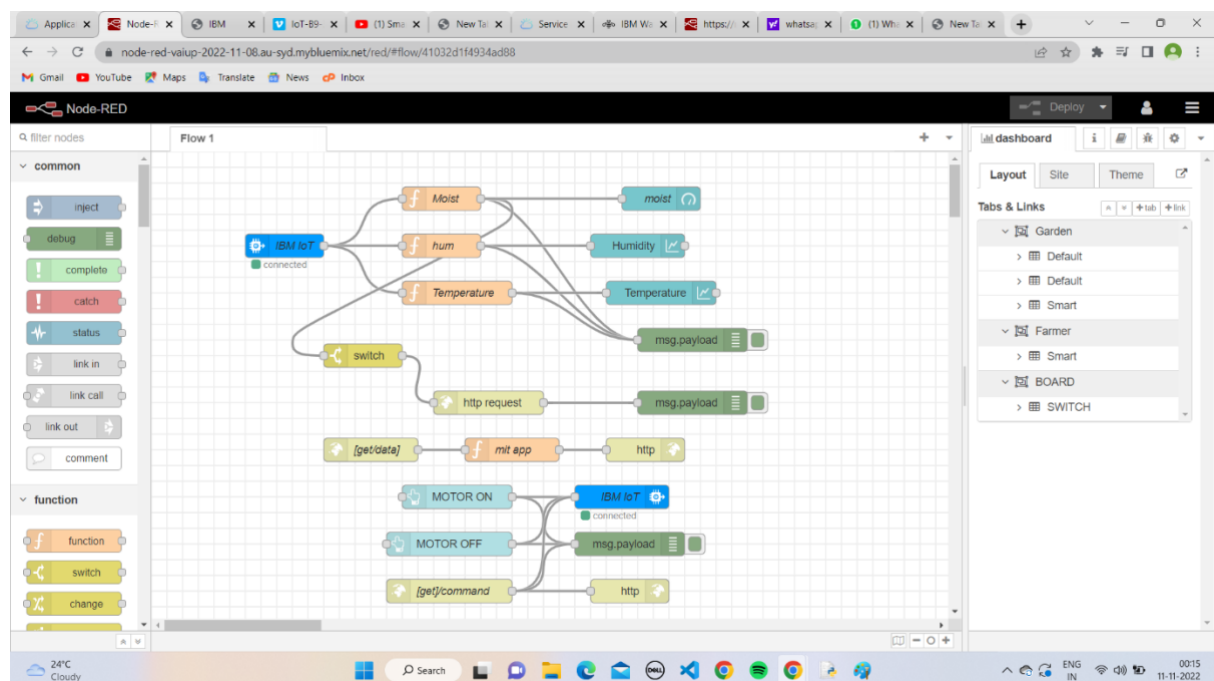 Applica
Node-R
IBM
IoT-B9-
(1) Sma
New Tal
Service
IBM Wa
https://
whatsap
(1) Wha
New Ta
node-red-vaiup-2022-11-08.au-syd.mybluemix.net/red/#flow/41032d1f4934ad88
Gmail YouTube Maps Translate News Inbox
Node-RED Deploy
filter nodes
Flow 1
dashboard
common
Layout Site Theme
Tabs & Links
tab
link
inject
debug
complete
catch
status
link in
link call
link out
comment
function
function
switch
change
Moist
moist
IBM IoT
connected
hum
Humidity
Temperature
Temperature
msg.payload
switch
http request
msg.payload
[get/data]
mit app
http
MOTOR ON
IBM IoT
connected
MOTOR OFF
msg.payload
[get]/command
http
Garden
Default
Default
Smart
Farmer
Smart
BOARD
SWITCH
24°C
Cloudy
Search
ENG
IN
00:15
11-11-2022